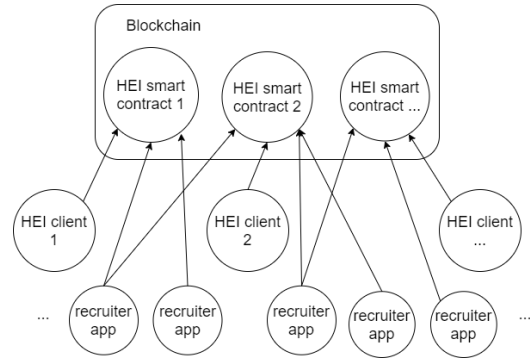 Blockchain
HEI smart
contract 1
HEI smart
contract 2
HEI smart
contract ...
HEI client
1
HEI client
2
HEI client
...
...
recruiter
app
recruiter
app
recruiter
app
recruiter
app
recruiter
app
...